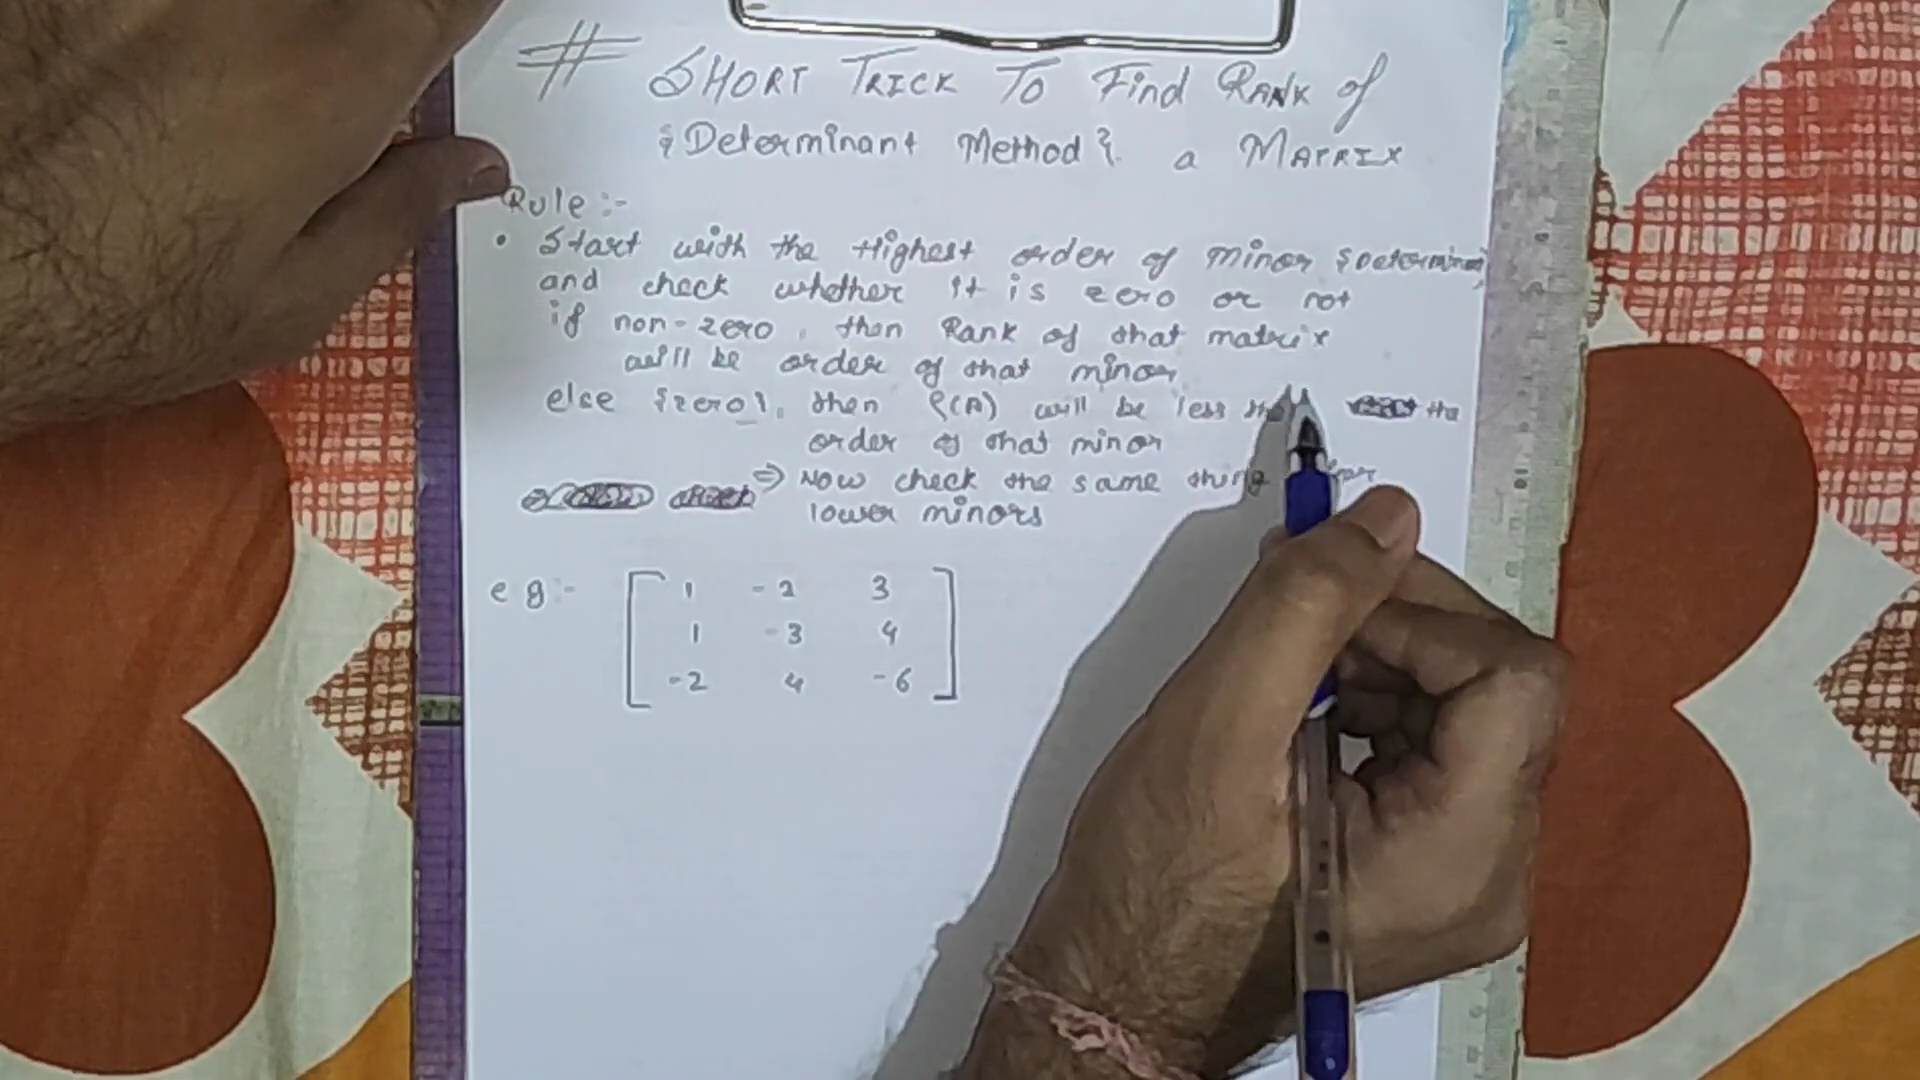 # SHORT TRICK TO Find RANK of
{Determinant Method} a MATRIX
Rule :-
• Start with the Highest order of minor {Determinant}
and check whether it is zero or not
if non-zero, then Rank of that matrix
will be order of that minor
else {zero}, then ρ(A) will be less the
order of that minor
⇒ Now check the same thing
lower minors
eg :- 1 -2 3
1 -3 4
-2 4 -6